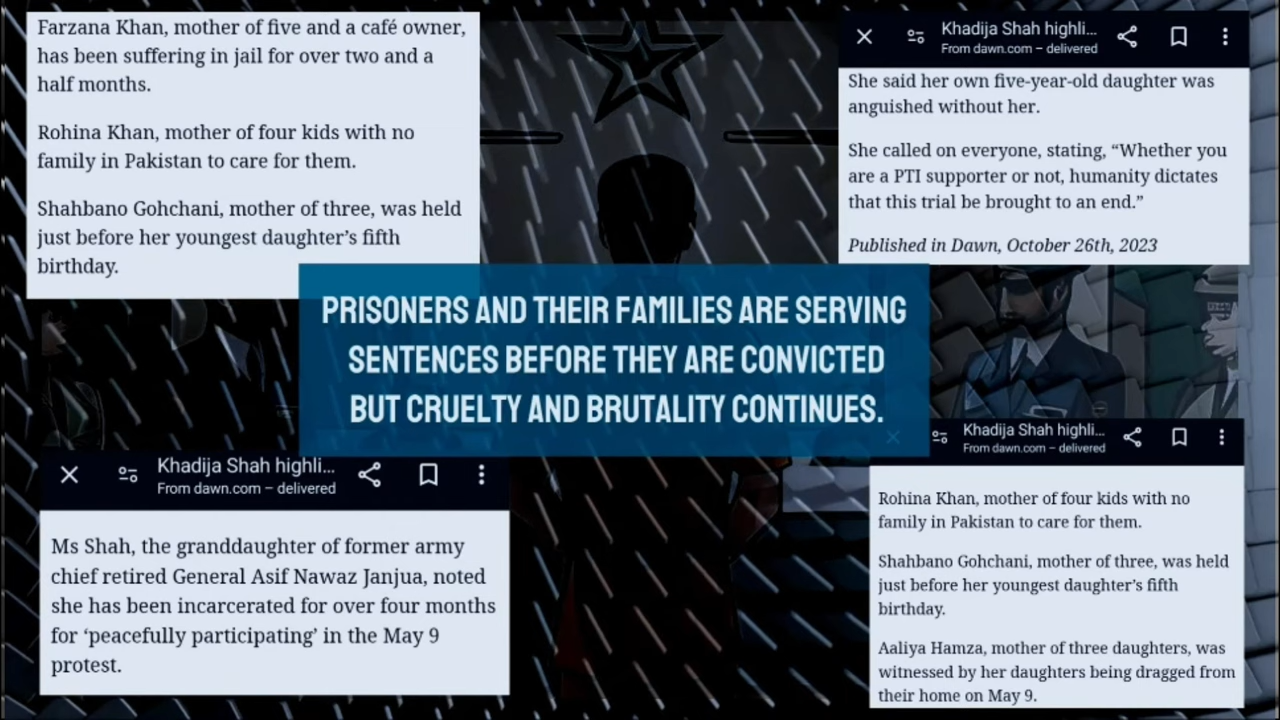 Farzana Khan, mother of five and a café owner,
has been suffering in jail for over two and a
half months.
Rohina Khan, mother of four kids with no
family in Pakistan to care for them.
Shahbano Gohchani, mother of three, was held
just before her youngest daughter’s fifth
birthday.
Khadija Shah highli...
From dawn.com – delivered
She said her own five-year-old daughter was
anguished without her.
She called on everyone, stating, “Whether you
are a PTI supporter or not, humanity dictates
that this trial be brought to an end.”
Published in Dawn, October 26th, 2023
PRISONERS AND THEIR FAMILIES ARE SERVING
SENTENCES BEFORE THEY ARE CONVICTED
BUT CRUELTY AND BRUTALITY CONTINUES.
Khadija Shah highli...
From dawn.com – delivered
Ms Shah, the granddaughter of former army
chief retired General Asif Nawaz Janjua, noted
she has been incarcerated for over four months
for ‘peacefully participating’ in the May 9
protest.
Khadija Shah highli...
From dawn.com – delivered
Rohina Khan, mother of four kids with no
family in Pakistan to care for them.
Shahbano Gohchani, mother of three, was held
just before her youngest daughter’s fifth
birthday.
Aaliya Hamza, mother of three daughters, was
witnessed by her daughters being dragged from
their home on May 9.